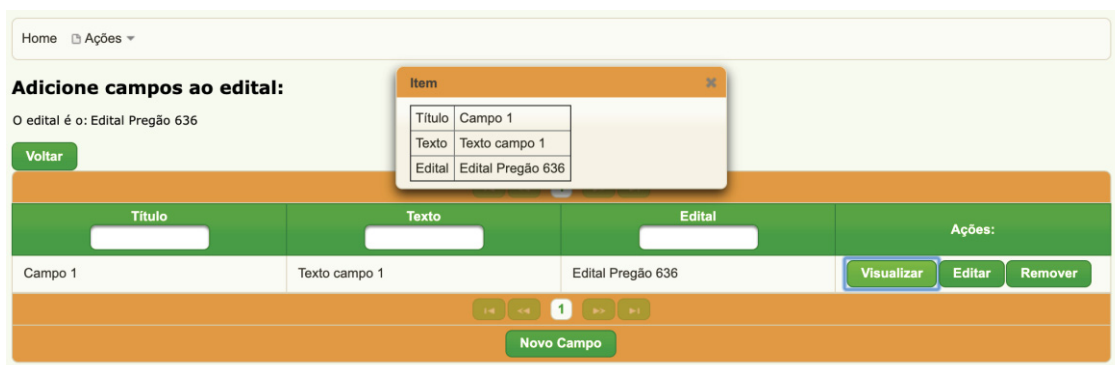 Home Ações
Adicione campos ao edital:
O edital é o: Edital Pregão 636
Voltar
Item
Título Campo 1
Texto Texto campo 1
Edital Edital Pregão 636
Título Texto Edital Ações:
Campo 1 Texto campo 1 Edital Pregão 636 Visualizar Editar Remover
1
Novo Campo